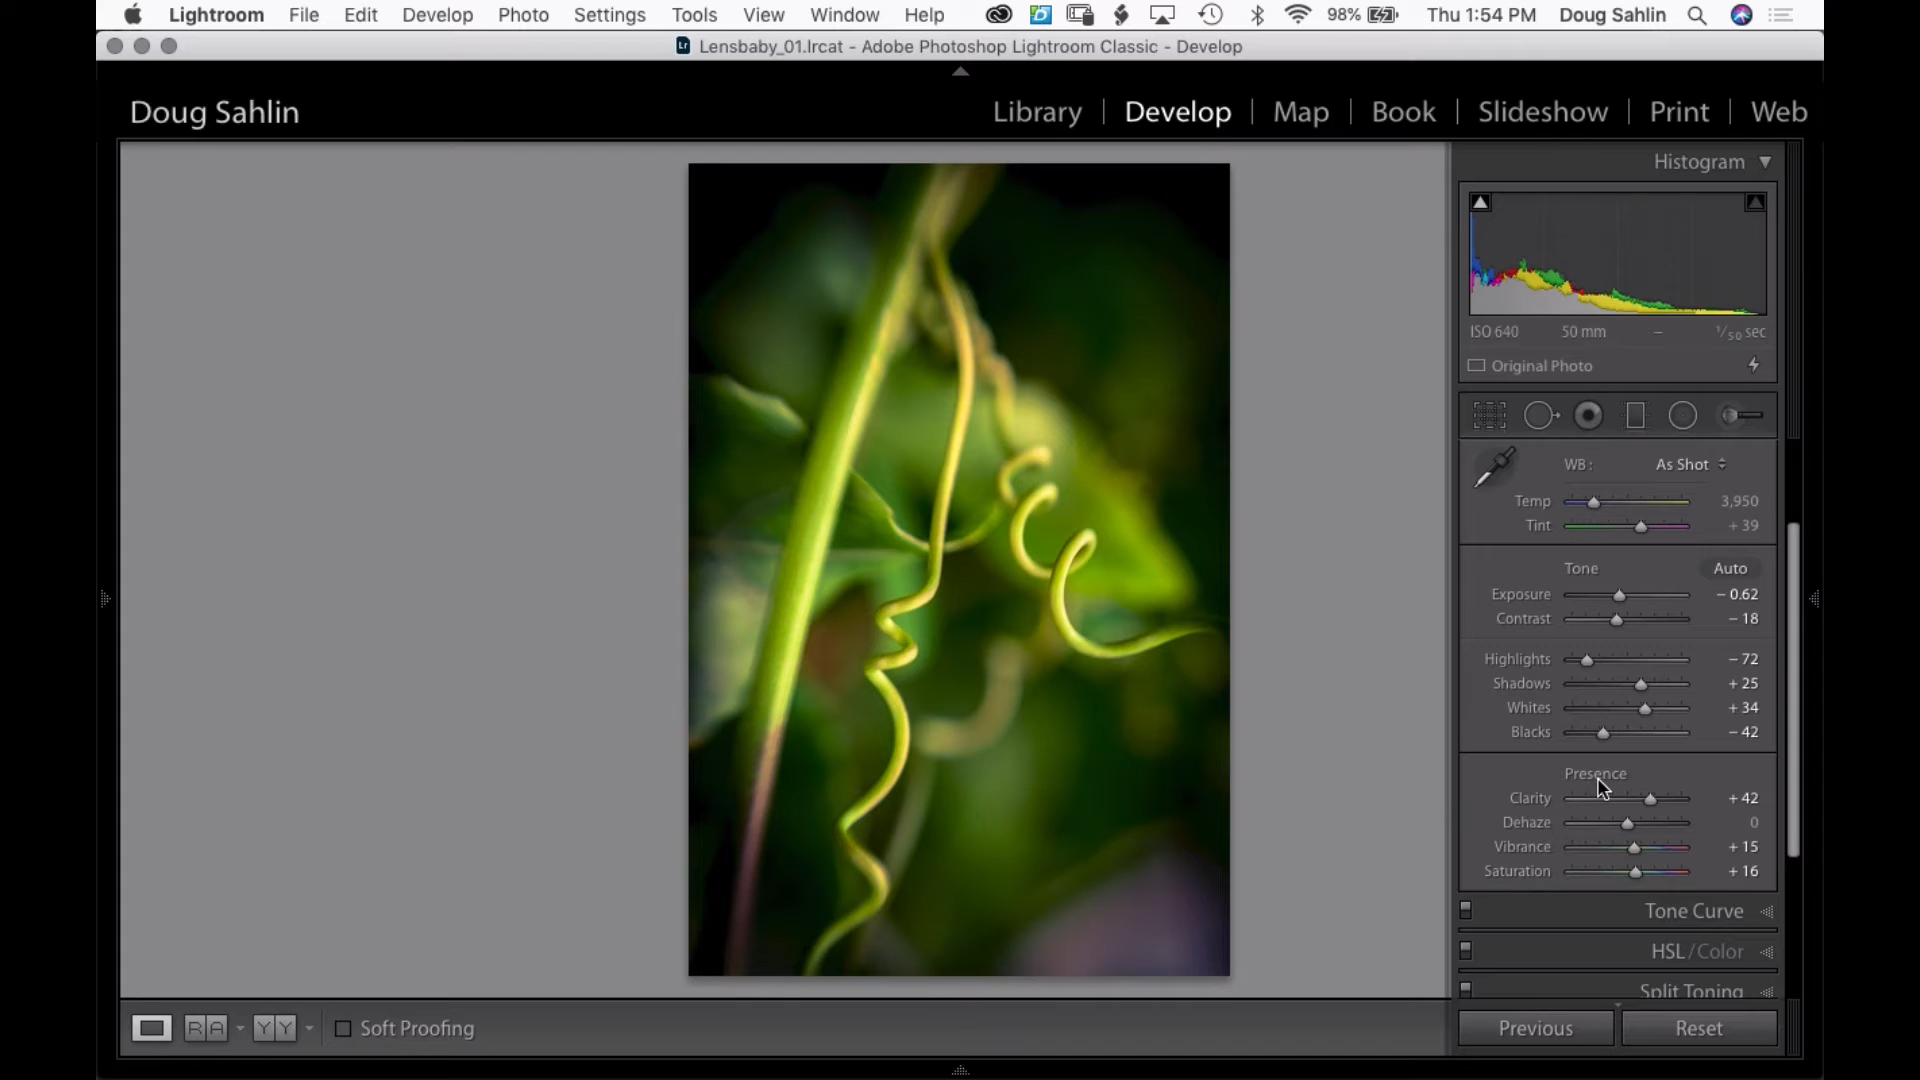 Lightroom File Edit Develop Photo Settings Tools View Window Help 98% Thu 1:54 PM Doug Sahlin
Lr Lensbaby_01.lrcat - Adobe Photoshop Lightroom Classic - Develop
Doug Sahlin
Library | Develop | Map | Book | Slideshow | Print | Web
Histogram
ISO 640 50 mm – 1/50 sec
Original Photo
WB: As Shot
Temp 3,950
Tint + 39
Tone Auto
Exposure – 0.62
Contrast – 18
Highlights – 72
Shadows + 25
Whites + 34
Blacks – 42
Presence
Clarity + 42
Dehaze 0
Vibrance + 15
Saturation + 16
Tone Curve
HSL / Color
Split Toning
R A Y Y Soft Proofing
Previous Reset